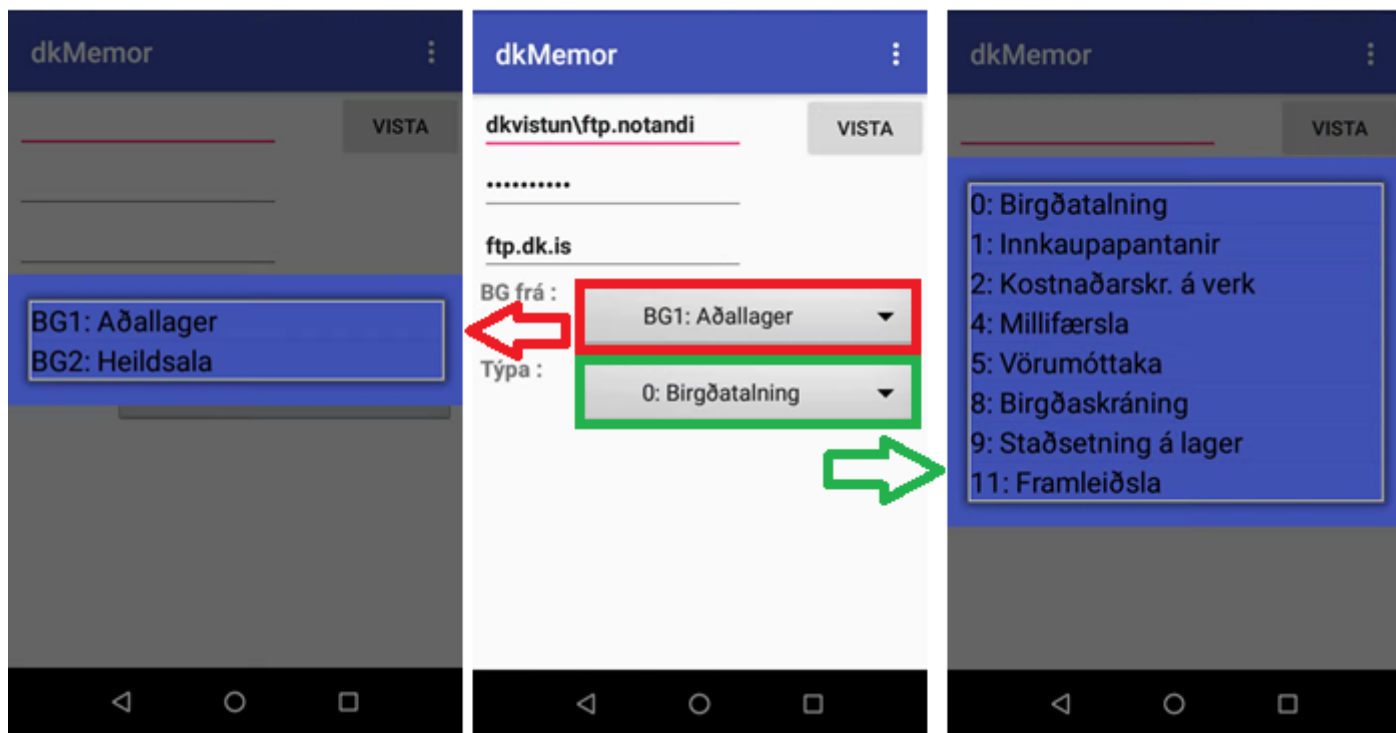 dkMemor
VISTA
BG1: Aðallager
BG2: Heildsala
dkMemor
dkvistun\ftp.notandi
VISTA
••••••••••
ftp.dk.is
BG frá :
BG1: Aðallager
Týpa :
0: Birgðatalning
dkMemor
VISTA
0: Birgðatalning
1: Innkaupapantanir
2: Kostnaðarskr. á verk
4: Millifærsla
5: Vörumóttaka
8: Birgðaskráning
9: Staðsetning á lager
11: Framleiðsla